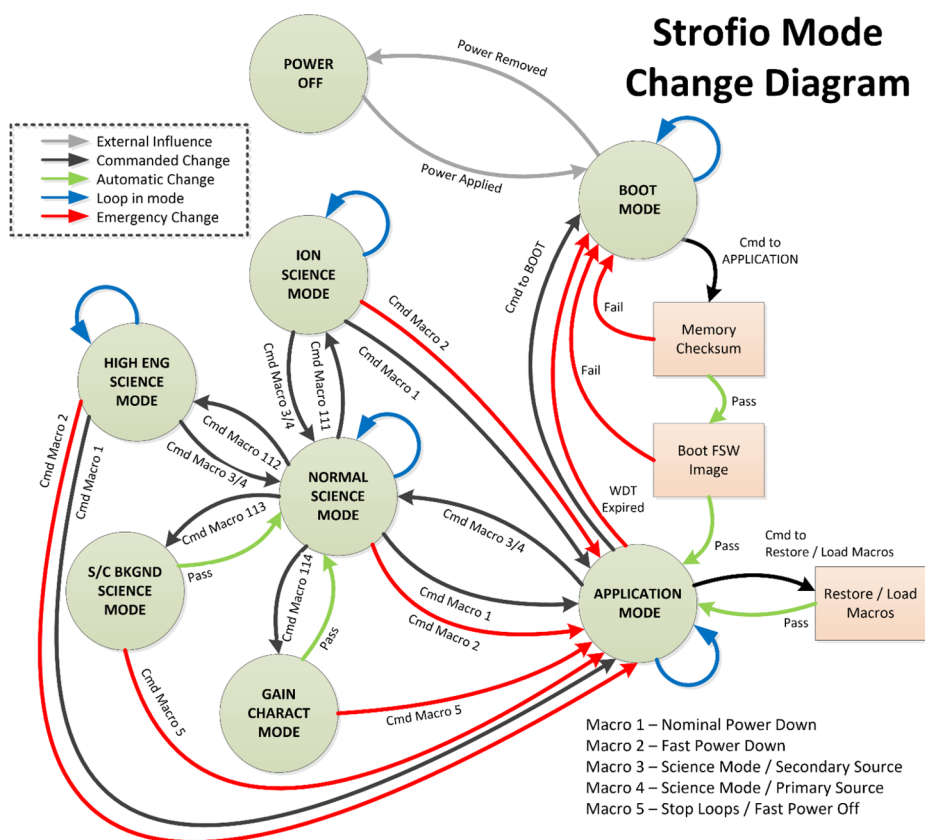 Strofio Mode
Change Diagram
POWER
OFF
Power Removed
Power Applied
External Influence
Commanded Change
Automatic Change
Loop in mode
Emergency Change
BOOT
MODE
Cmd to
APPLICATION
ION
SCIENCE
MODE
Cmd to BOOT
Fail
Memory
Checksum
Cmd Macro 2
Cmd Macro 1
HIGH ENG
SCIENCE
MODE
Cmd Macro 3/4
Cmd Macro 111
Fail
Pass
Boot FSW
Image
Cmd Macro 2
Cmd Macro 1
Cmd Macro 112
Cmd Macro 3/4
NORMAL
SCIENCE
MODE
WDT
Expired
Cmd Macro 113
Cmd Macro 3/4
Pass
Cmd to
Restore / Load Macros
S/C BKGND
SCIENCE
MODE
Pass
Cmd Macro 114
Pass
Cmd Macro 1
Cmd Macro 2
APPLICATION
MODE
Pass
Restore / Load
Macros
Cmd Macro 5
GAIN
CHARACT
MODE
Cmd Macro 5
Macro 1 – Nominal Power Down
Macro 2 – Fast Power Down
Macro 3 – Science Mode / Secondary Source
Macro 4 – Science Mode / Primary Source
Macro 5 – Stop Loops / Fast Power Off